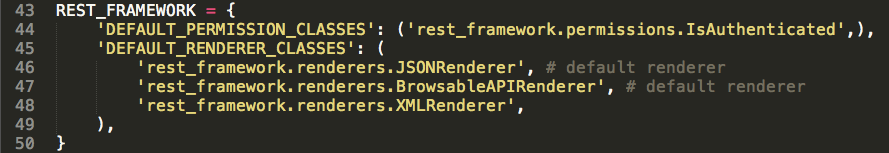 43 REST_FRAMEWORK = {
44     'DEFAULT_PERMISSION_CLASSES': ('rest_framework.permissions.IsAuthenticated',),
45     'DEFAULT_RENDERER_CLASSES': (
46         'rest_framework.renderers.JSONRenderer', # default renderer
47         'rest_framework.renderers.BrowsableAPIRenderer', # default renderer
48         'rest_framework.renderers.XMLRenderer',
49     ),
50 }